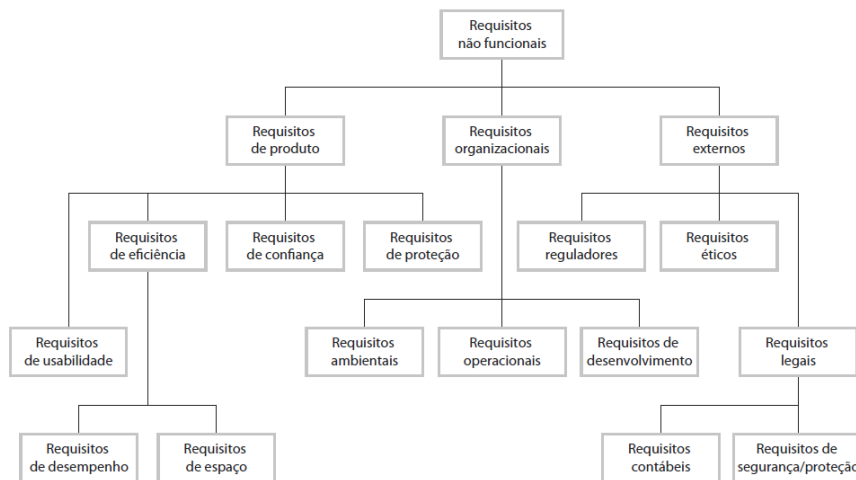 Requisitos
não funcionais
Requisitos
de produto
Requisitos
organizacionais
Requisitos
externos
Requisitos
de eficiência
Requisitos
de confiança
Requisitos
de proteção
Requisitos
reguladores
Requisitos
éticos
Requisitos
de usabilidade
Requisitos
ambientais
Requisitos
operacionais
Requisitos de
desenvolvimento
Requisitos
legais
Requisitos
de desempenho
Requisitos
de espaço
Requisitos
contábeis
Requisitos de
segurança/proteção